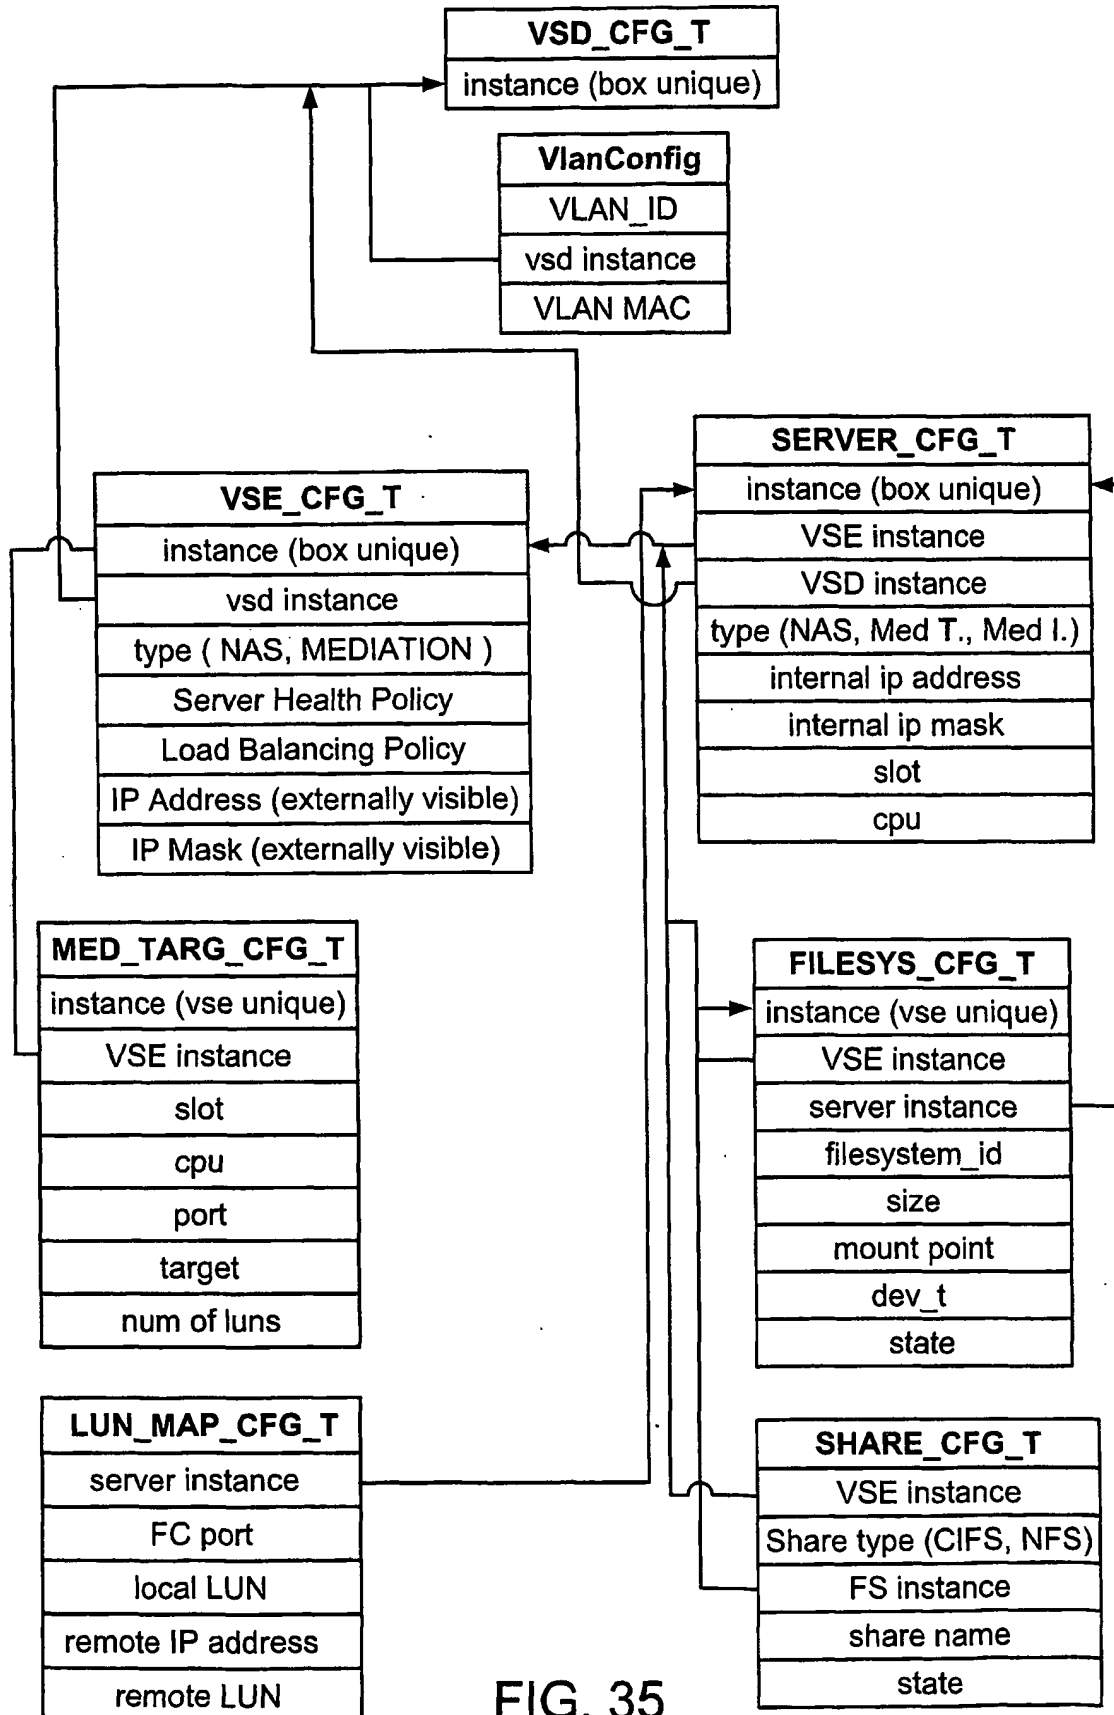 VSD_CFG_T
instance (box unique)
VlanConfig
VLAN_ID
vsd instance
VLAN MAC
SERVER_CFG_T
instance (box unique)
VSE instance
VSD instance
type (NAS, Med T., Med I.)
internal ip address
internal ip mask
slot
cpu
VSE_CFG_T
instance (box unique)
vsd instance
type ( NAS, MEDIATION )
Server Health Policy
Load Balancing Policy
IP Address (externally visible)
IP Mask (externally visible)
MED_TARG_CFG_T
instance (vse unique)
VSE instance
slot
cpu
port
target
num of luns
FILESYS_CFG_T
instance (vse unique)
VSE instance
server instance
filesystem_id
size
mount point
dev_t
state
LUN_MAP_CFG_T
server instance
FC port
local LUN
remote IP address
remote LUN
SHARE_CFG_T
VSE instance
Share type (CIFS, NFS)
FS instance
share name
state
FIG. 35